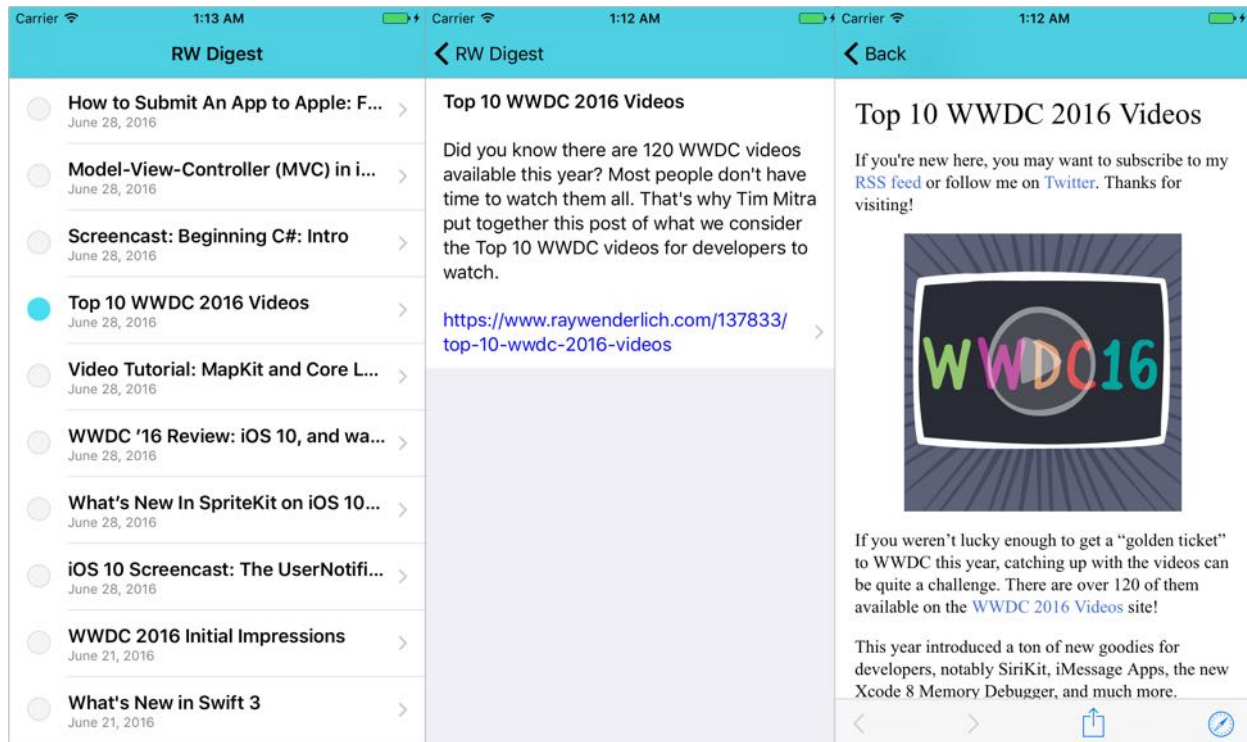 Carrier 1:13 AM
RW Digest
How to Submit An App to Apple: F...
June 28, 2016
Model-View-Controller (MVC) in i...
June 28, 2016
Screencast: Beginning C#: Intro
June 28, 2016
Top 10 WWDC 2016 Videos
June 28, 2016
Video Tutorial: MapKit and Core L...
June 28, 2016
WWDC ’16 Review: iOS 10, and wa...
June 28, 2016
What’s New In SpriteKit on iOS 10...
June 28, 2016
iOS 10 Screencast: The UserNotifi...
June 28, 2016
WWDC 2016 Initial Impressions
June 21, 2016
What's New in Swift 3
June 21, 2016
Carrier 1:12 AM
RW Digest
Top 10 WWDC 2016 Videos
Did you know there are 120 WWDC videos
available this year? Most people don't have
time to watch them all. That's why Tim Mitra
put together this post of what we consider
the Top 10 WWDC videos for developers to
watch.
https://www.raywenderlich.com/137833/
top-10-wwdc-2016-videos
Carrier 1:12 AM
Back
Top 10 WWDC 2016 Videos
If you're new here, you may want to subscribe to my
RSS feed or follow me on Twitter. Thanks for
visiting!
WWDC16
If you weren’t lucky enough to get a “golden ticket”
to WWDC this year, catching up with the videos can
be quite a challenge. There are over 120 of them
available on the WWDC 2016 Videos site!
This year introduced a ton of new goodies for
developers, notably SiriKit, iMessage Apps, the new
Xcode 8 Memory Debugger, and much more.